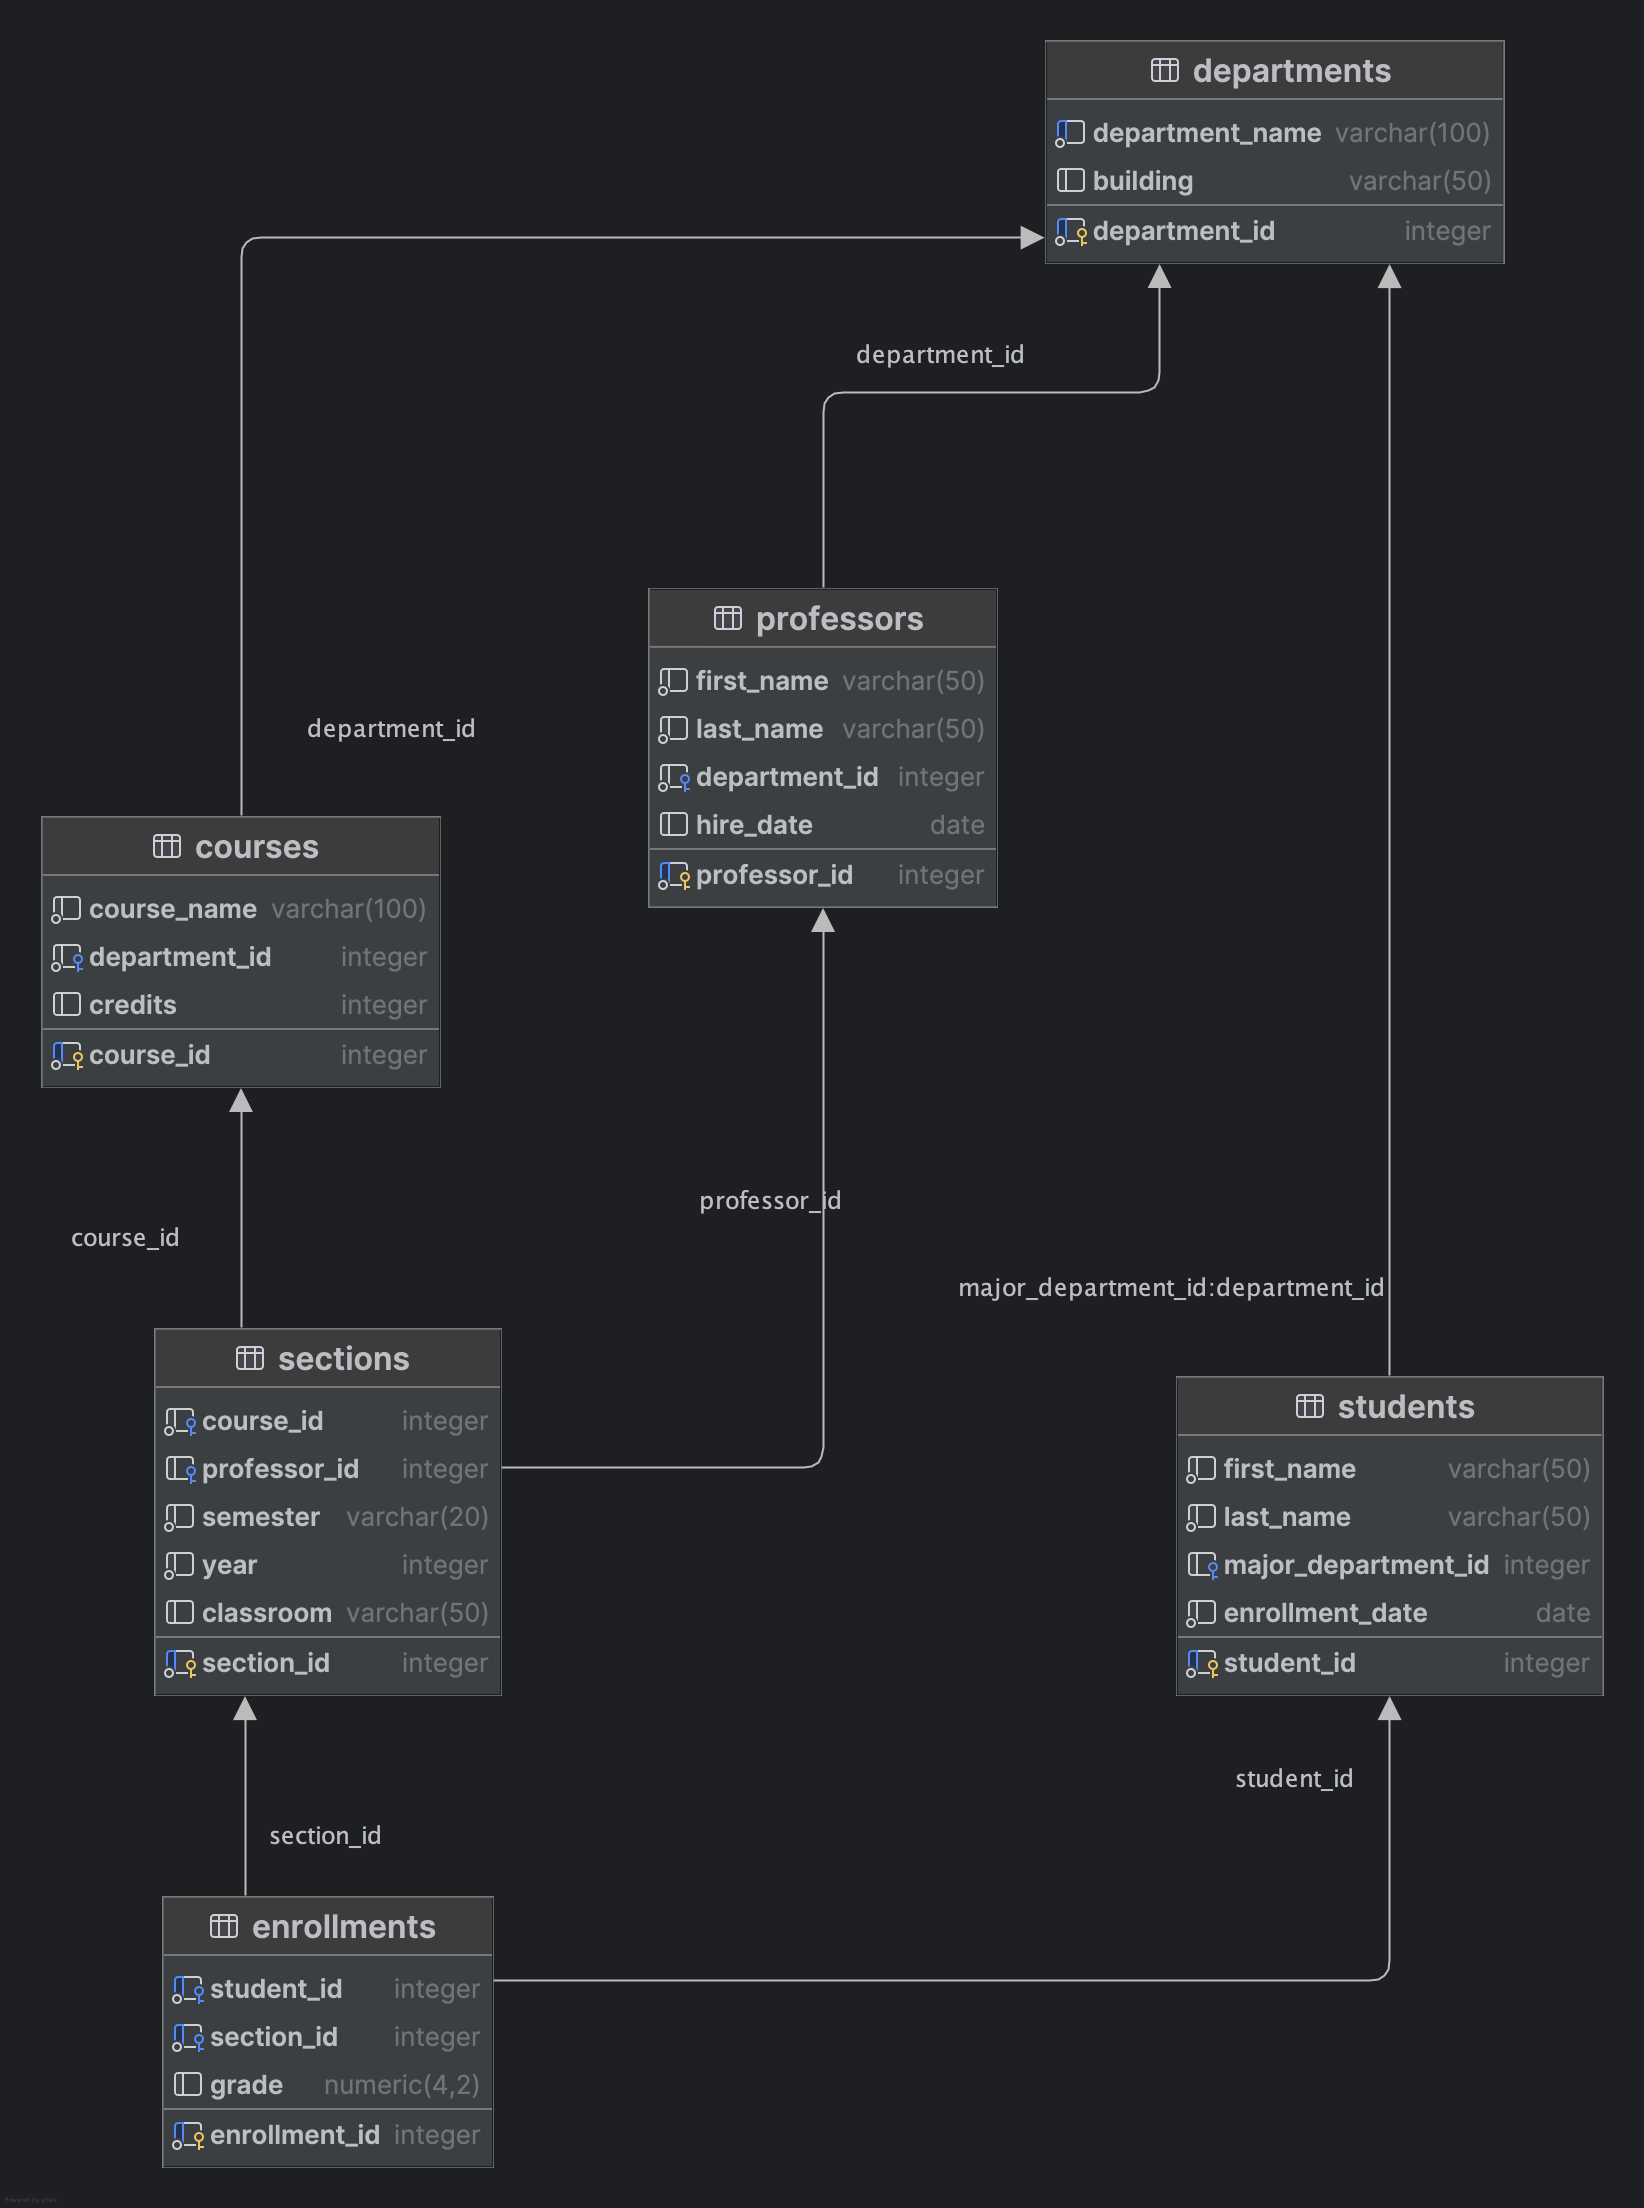 departments
department_name varchar(100)
building varchar(50)
department_id integer
department_id
professors
first_name varchar(50)
last_name varchar(50)
department_id integer
hire_date date
professor_id integer
department_id
courses
course_name varchar(100)
department_id integer
credits integer
course_id integer
professor_id
course_id
major_department_id:department_id
sections
course_id integer
professor_id integer
semester varchar(20)
year integer
classroom varchar(50)
section_id integer
students
first_name varchar(50)
last_name varchar(50)
major_department_id integer
enrollment_date date
student_id integer
student_id
section_id
enrollments
student_id integer
section_id integer
grade numeric(4,2)
enrollment_id integer